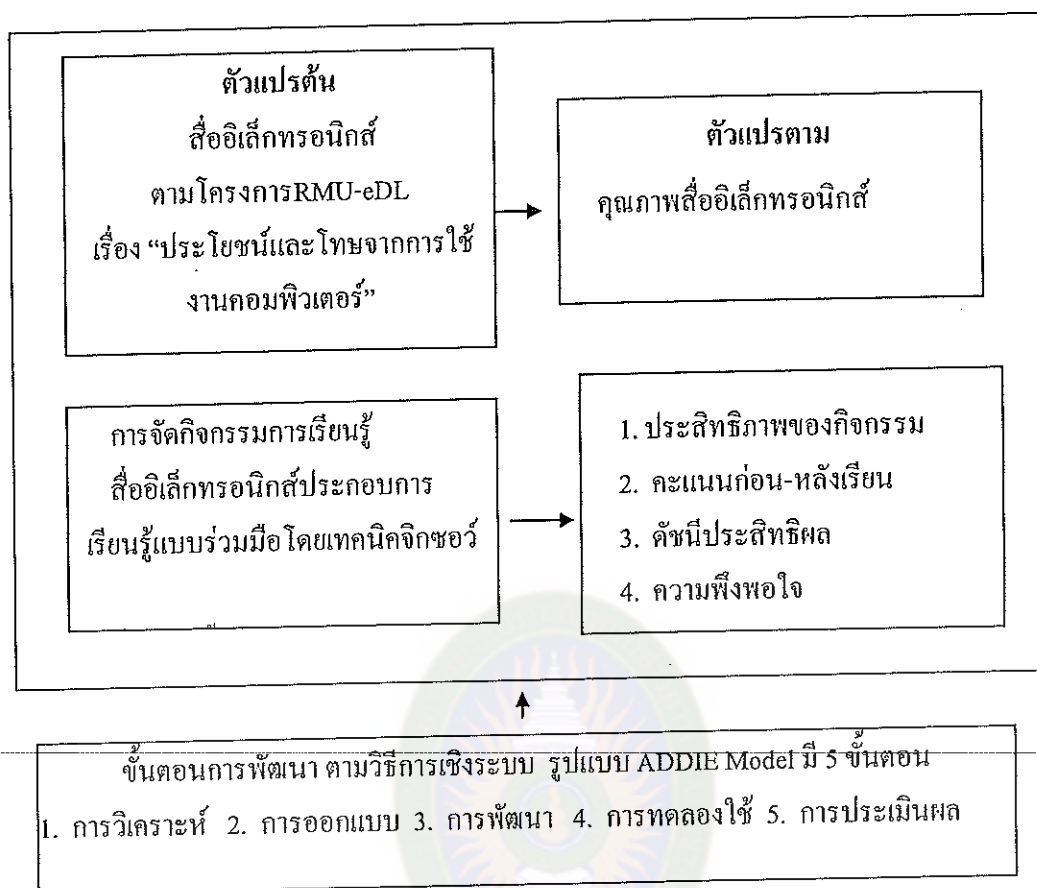 ตัวแปรต้น
สื่ออิเล็กทรอนิกส์
ตามโครงการRMU-eDL
เรื่อง “ประโยชน์และโทษจากการใช้
งานคอมพิวเตอร์”
ตัวแปรตาม
คุณภาพสื่ออิเล็กทรอนิกส์
การจัดกิจกรรมการเรียนรู้
สื่ออิเล็กทรอนิกส์ประกอบการ
เรียนรู้แบบร่วมมือโดยเทคนิคจิกซอว์
1. ประสิทธิภาพของกิจกรรม
2. คะแนนก่อน-หลังเรียน
3. ดัชนีประสิทธิผล
4. ความพึงพอใจ
ขั้นตอนการพัฒนา ตามวิธีการเชิงระบบ รูปแบบ ADDIE Model มี 5 ขั้นตอน
1. การวิเคราะห์ 2. การออกแบบ 3. การพัฒนา 4. การทดลองใช้ 5. การประเมินผล